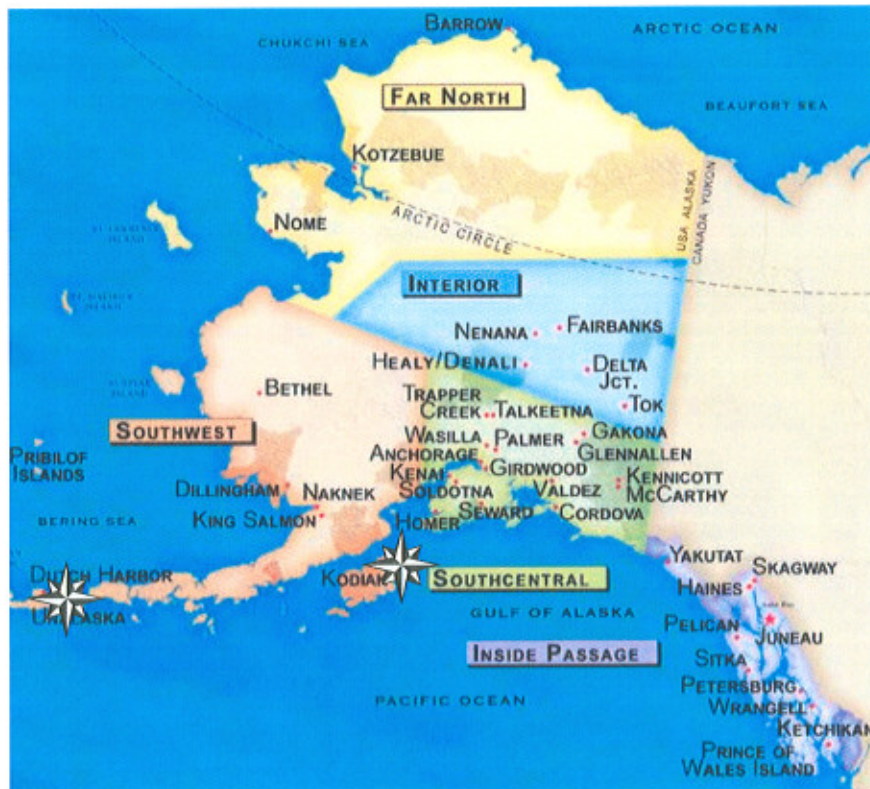 BARROW
ARCTIC OCEAN
CHUKCHI SEA
FAR NORTH
BEAUFORT SEA
KOTZEBUE
USA ALASKA
CANADA YUKON
NOME
ARCTIC CIRCLE
INTERIOR
NENANA
FAIRBANKS
HEALY/DENALI
DELTA
JCT.
BETHEL
TRAPPER
CREEK
TALKEETNA
TOK
SOUTHWEST
WASILLA
PALMER
GAKONA
ANCHORAGE
GLENNALLEN
PRIBILOF
ISLANDS
KENAI
GIRDWOOD
KENNICOTT
DILLINGHAM
NAKNEK
SOLDOTNA
VALDEZ
MCCARTHY
BERING SEA
KING SALMON
HOMER
SEWARD
CORDOVA
YAKUTAT
SKAGWAY
DUTCH HARBOR
KODIAK
SOUTHCENTRAL
HAINES
UNALASKA
GULF OF ALASKA
PELICAN
JUNEAU
INSIDE PASSAGE
SITKA
PETERSBURG
PACIFIC OCEAN
WRANGELL
KETCHIKAN
PRINCE OF
WALES ISLAND